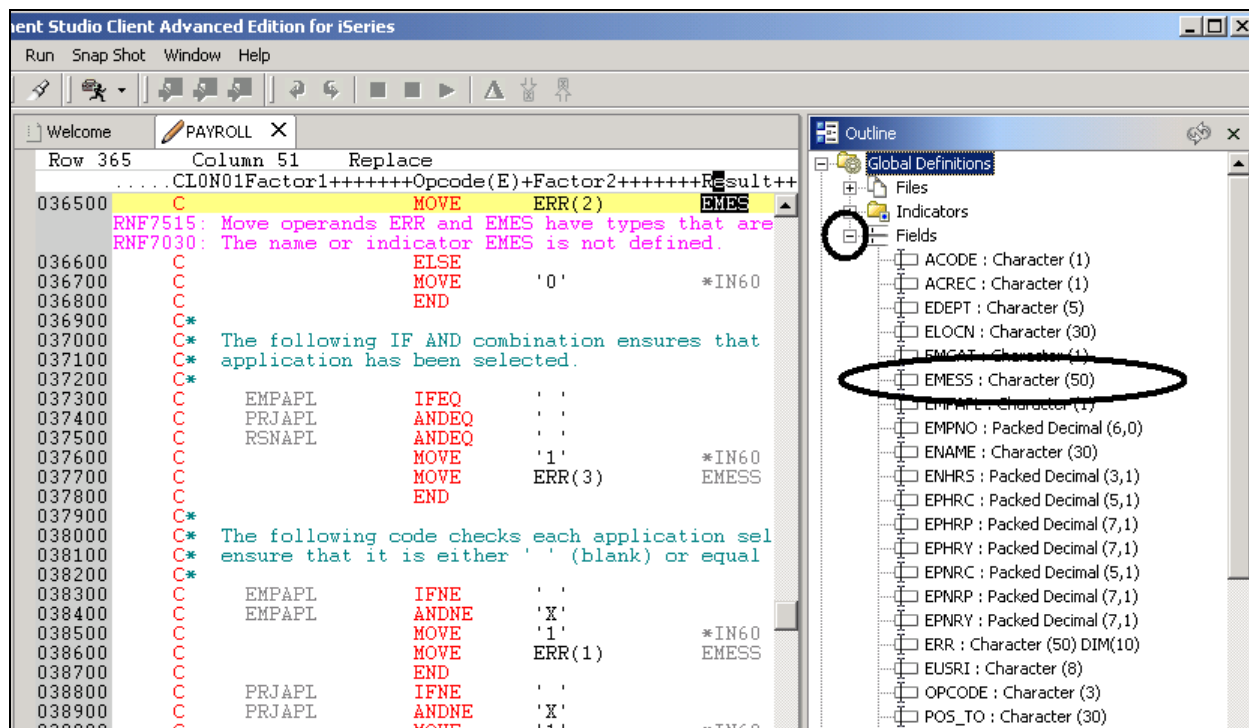 ent Studio Client Advanced Edition for iSeries
Run Snap Shot Window Help
Welcome
PAYROLL
Row 365 Column 51 Replace
.....CL0N01Factor1+++++++Opcode(E)+Factor2+++++++Result++
036500 C MOVE ERR(2) EMES
RNF7515: Move operands ERR and EMES have types that are
RNF7030: The name or indicator EMES is not defined.
036600 C ELSE
036700 C MOVE '0' *IN60
036800 C END
036900 C*
037000 C* The following IF AND combination ensures that
037100 C* application has been selected.
037200 C*
037300 C EMPAPL IFEQ ' '
037400 C PRJAPL ANDEQ ' '
037500 C RSNAPL ANDEQ ' '
037600 C MOVE '1' *IN60
037700 C MOVE ERR(3) EMESS
037800 C END
037900 C*
038000 C* The following code checks each application sel
038100 C* ensure that it is either ' ' (blank) or equal
038200 C*
038300 C EMPAPL IFNE ' '
038400 C EMPAPL ANDNE 'X'
038500 C MOVE '1' *IN60
038600 C MOVE ERR(1) EMESS
038700 C END
038800 C PRJAPL IFNE ' '
038900 C PRJAPL ANDNE 'X'
Outline
Global Definitions
Files
Indicators
Fields
ACODE : Character (1)
ACREC : Character (1)
EDEPT : Character (5)
ELOCN : Character (30)
EMCAT : Character (1)
EMESS : Character (50)
EMPAPL : Character (1)
EMPNO : Packed Decimal (6,0)
ENAME : Character (30)
ENHRS : Packed Decimal (3,1)
EPHRC : Packed Decimal (5,1)
EPHRP : Packed Decimal (7,1)
EPHRY : Packed Decimal (7,1)
EPNRC : Packed Decimal (5,1)
EPNRP : Packed Decimal (7,1)
EPNRY : Packed Decimal (7,1)
ERR : Character (50) DIM(10)
EUSRI : Character (8)
OPCODE : Character (3)
POS_TO : Character (30)